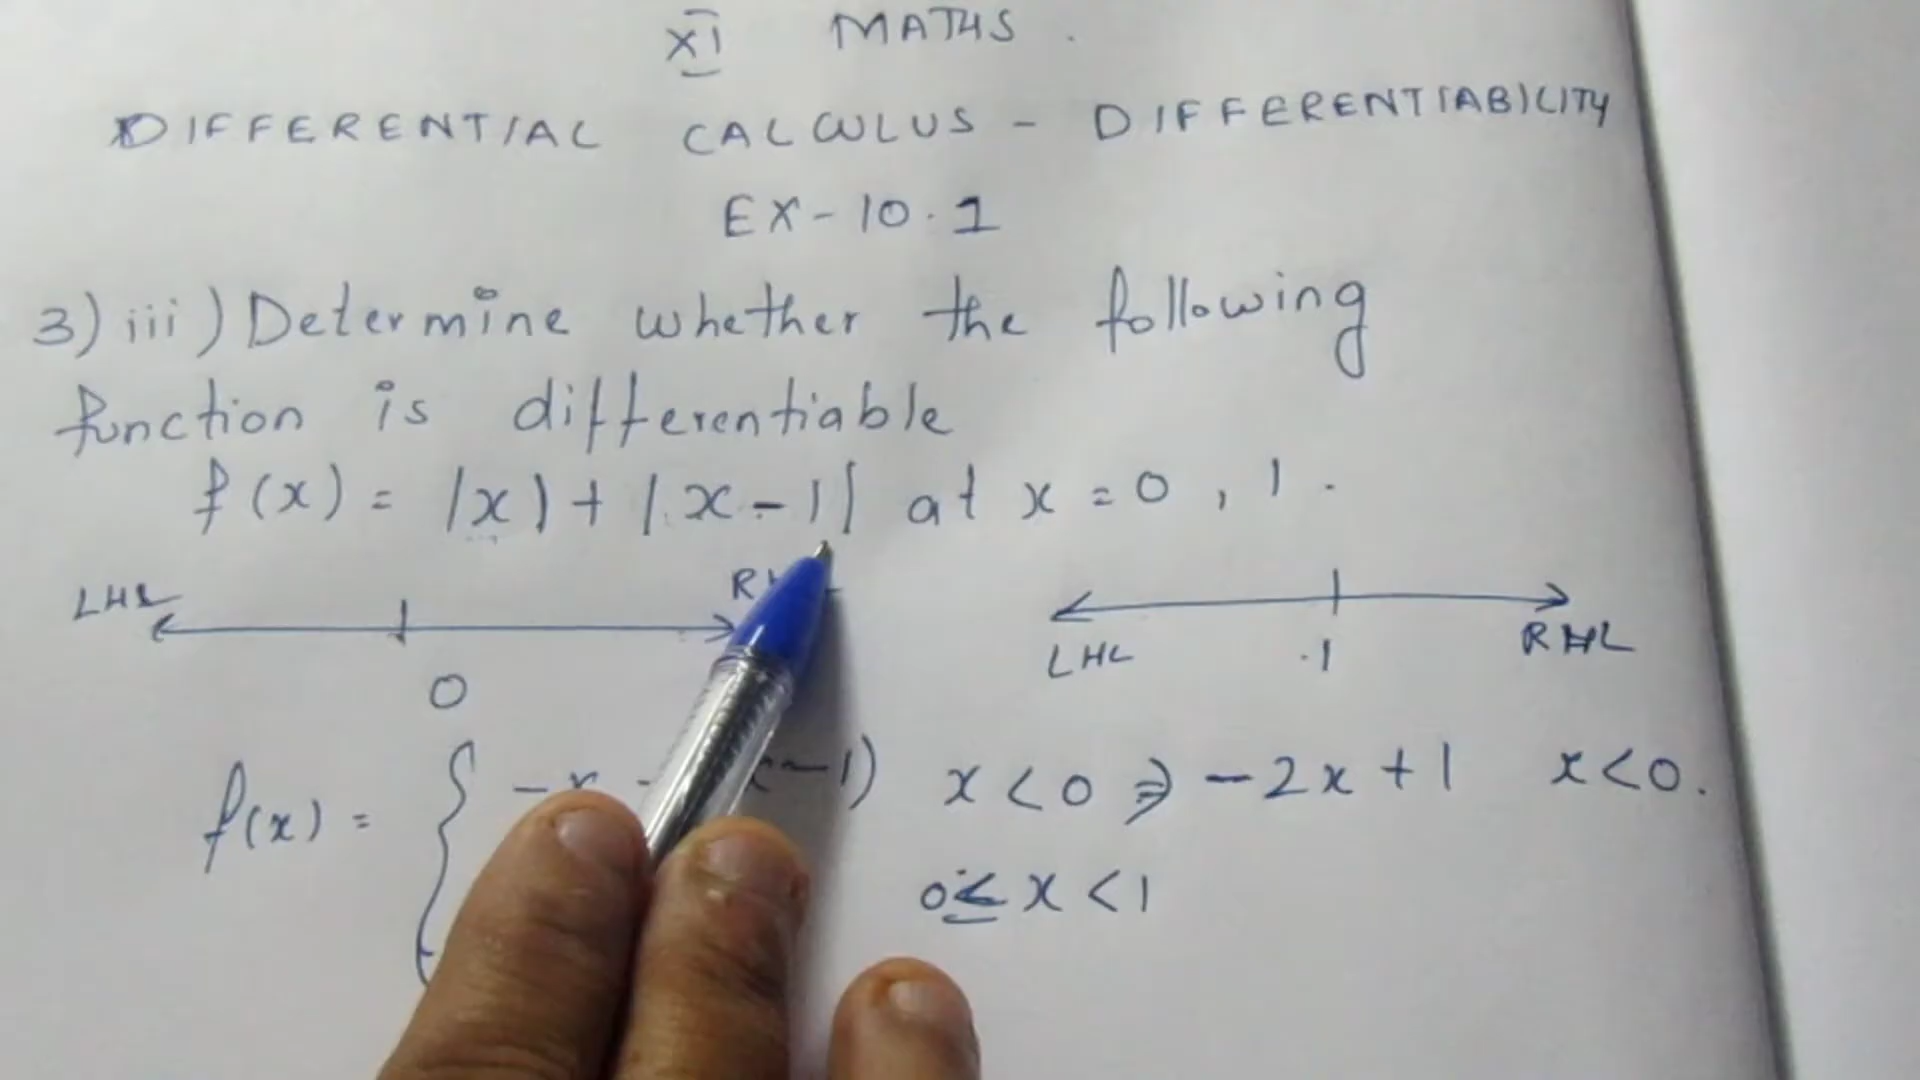 XI MATHS.
DIFFERENTIAL CALCULUS - DIFFERENTIABILITY
EX-10.1
3) iii) Determine whether the following
function is differentiable
f(x) = |x| + |x-1| at x = 0, 1.
LHL
0
LHL 1 RHL
f(x) = { x < 0 ⇒ -2x + 1 x < 0.
0 ≤ x < 1